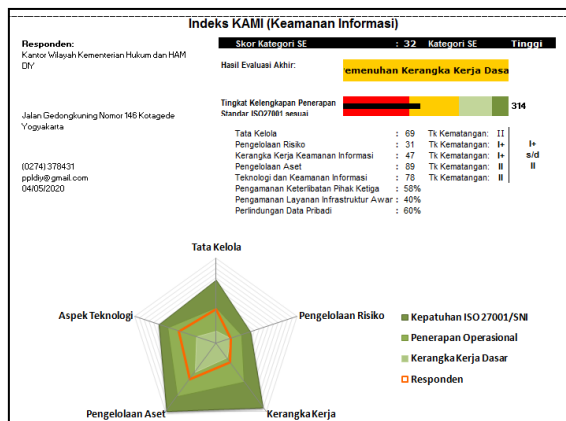 Indeks KAMI (Keamanan Informasi)
Responden:
Kantor Wilayah Kementerian Hukum dan HAM
DIY
Jalan Gedongkuning Nomor 146 Kotagede
Yogyakarta
(0274) 378431
ppldiy@gmail.com
04/05/2020
Skor Kategori SE : 32 Kategori SE Tinggi
Hasil Evaluasi Akhir: emenuhan Kerangka Kerja Dasa
Tingkat Kelengkapan Penerapan
Standar ISO27001 sesuai 314
Tata Kelola : 69 Tk Kematangan: II
Pengelolaan Risiko : 31 Tk Kematangan: I+ I+
Kerangka Kerja Keamanan Informasi : 47 Tk Kematangan: I+ s/d
Pengelolaan Aset : 89 Tk Kematangan: II II
Teknologi dan Keamanan Informasi : 78 Tk Kematangan: II
Pengamanan Keterlibatan Pihak Ketiga : 58%
Pengamanan Layanan Infrastruktur Awar : 40%
Perlindungan Data Pribadi : 60%
Tata Kelola
Aspek Teknologi
Pengelolaan Risiko
Pengelolaan Aset
Kerangka Kerja
Kepatuhan ISO 27001/SNI
Penerapan Operasional
Kerangka Kerja Dasar
Responden